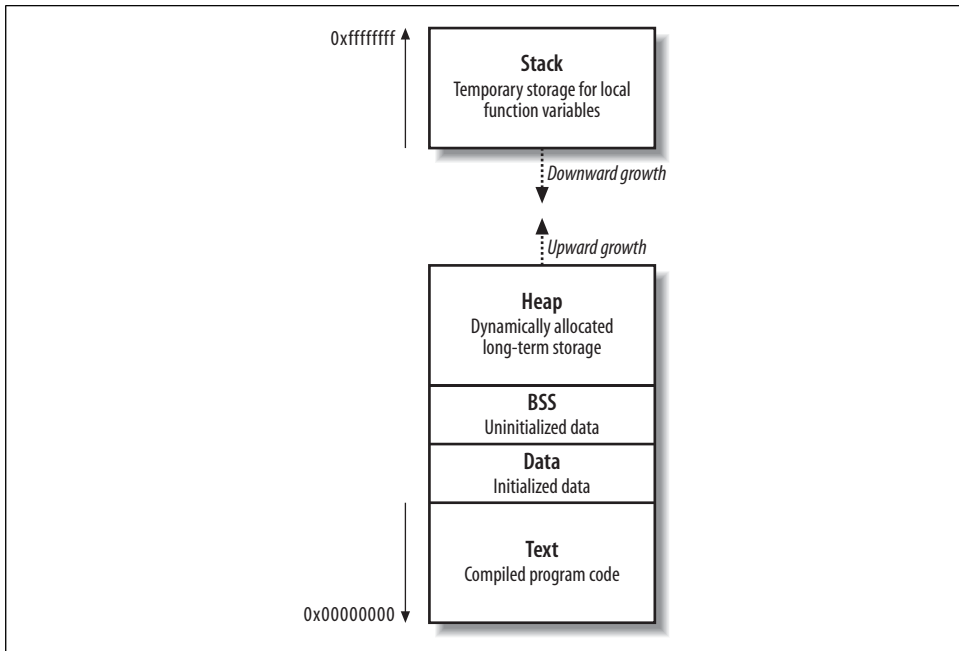 0xffffffff
Stack
Temporary storage for local
function variables
Downward growth
Upward growth
Heap
Dynamically allocated
long-term storage
BSS
Uninitialized data
Data
Initialized data
Text
Compiled program code
0x00000000